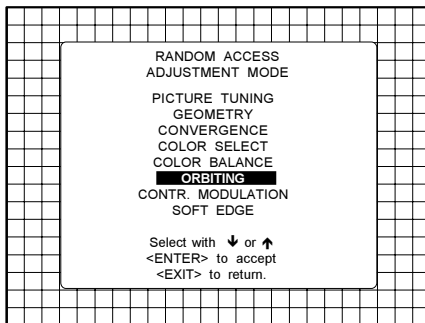 RANDOM ACCESS
ADJUSTMENT MODE
PICTURE TUNING
GEOMETRY
CONVERGENCE
COLOR SELECT
COLOR BALANCE
ORBITING
CONTR. MODULATION
SOFT EDGE
Select with ↓ or ↑
<ENTER> to accept
<EXIT> to return.